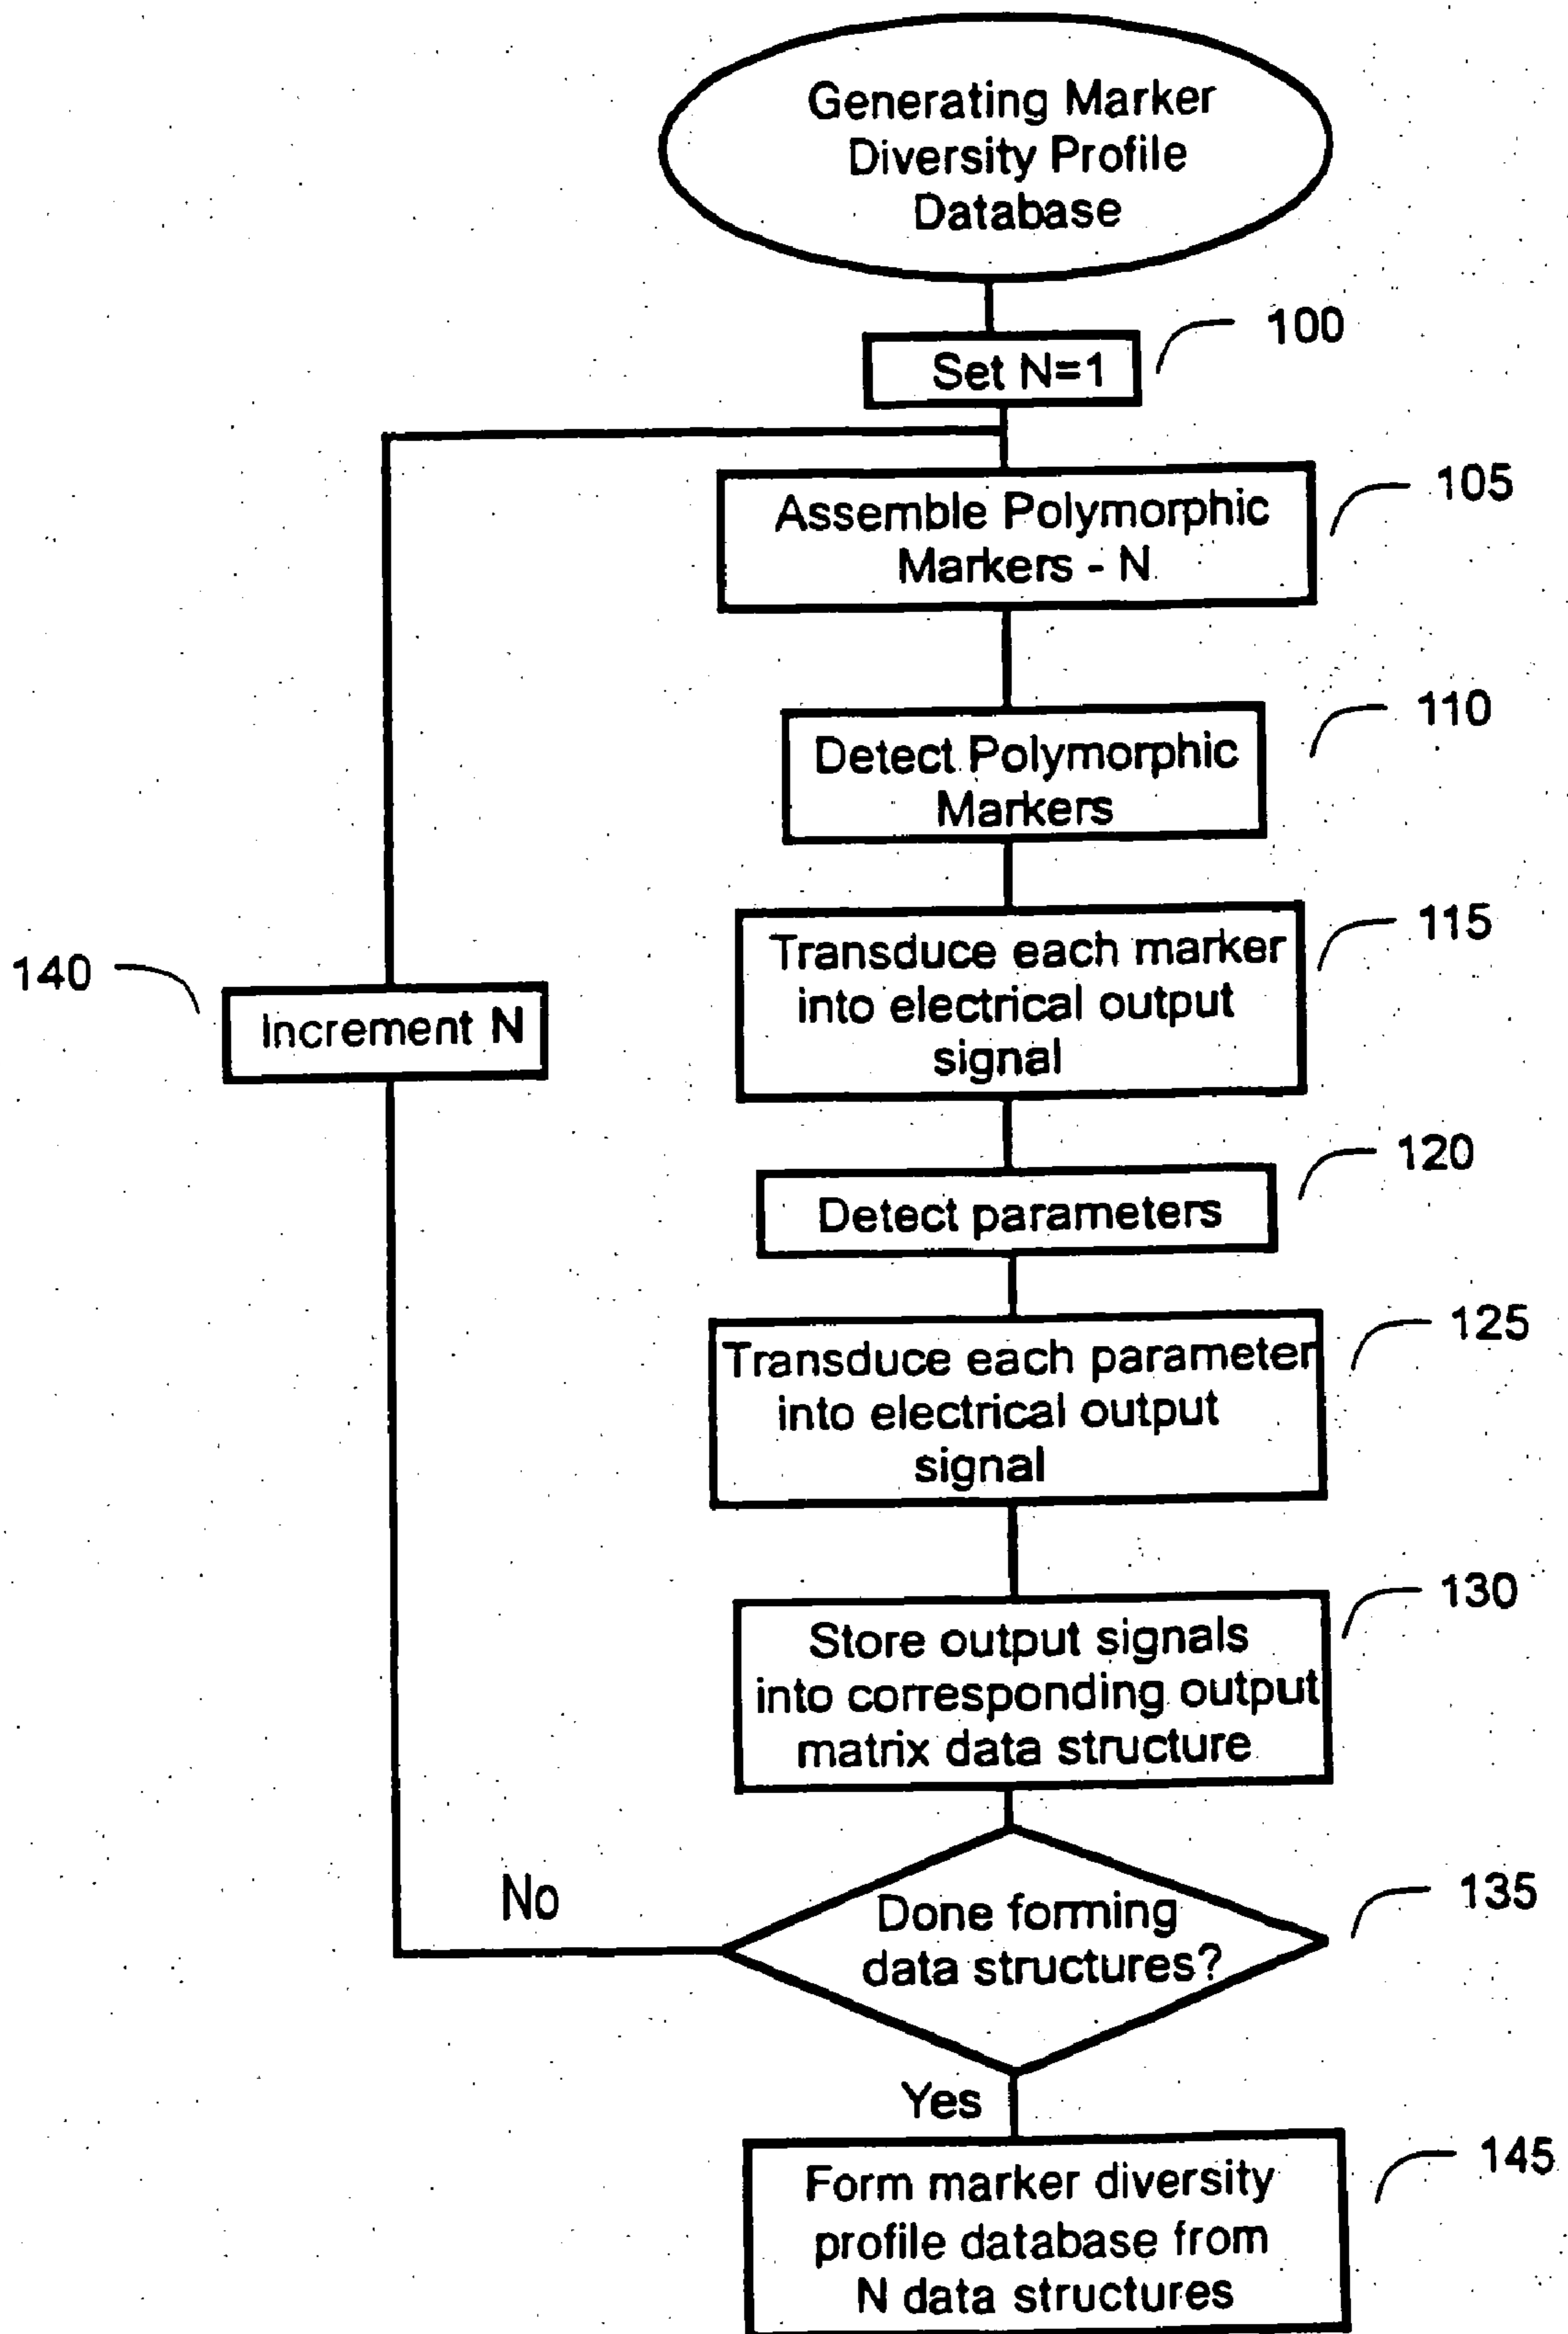 Generating Marker
Diversity Profile
Database
100
Set N=1
105
Assemble Polymorphic
Markers - N
110
Detect Polymorphic
Markers
115
Transduce each marker
into electrical output
signal
140
Increment N
120
Detect parameters
125
Transduce each parameter
into electrical output
signal
130
Store output signals
into corresponding output
matrix data structure
No
135
Done forming
data structures?
Yes
145
Form marker diversity
profile database from
N data structures